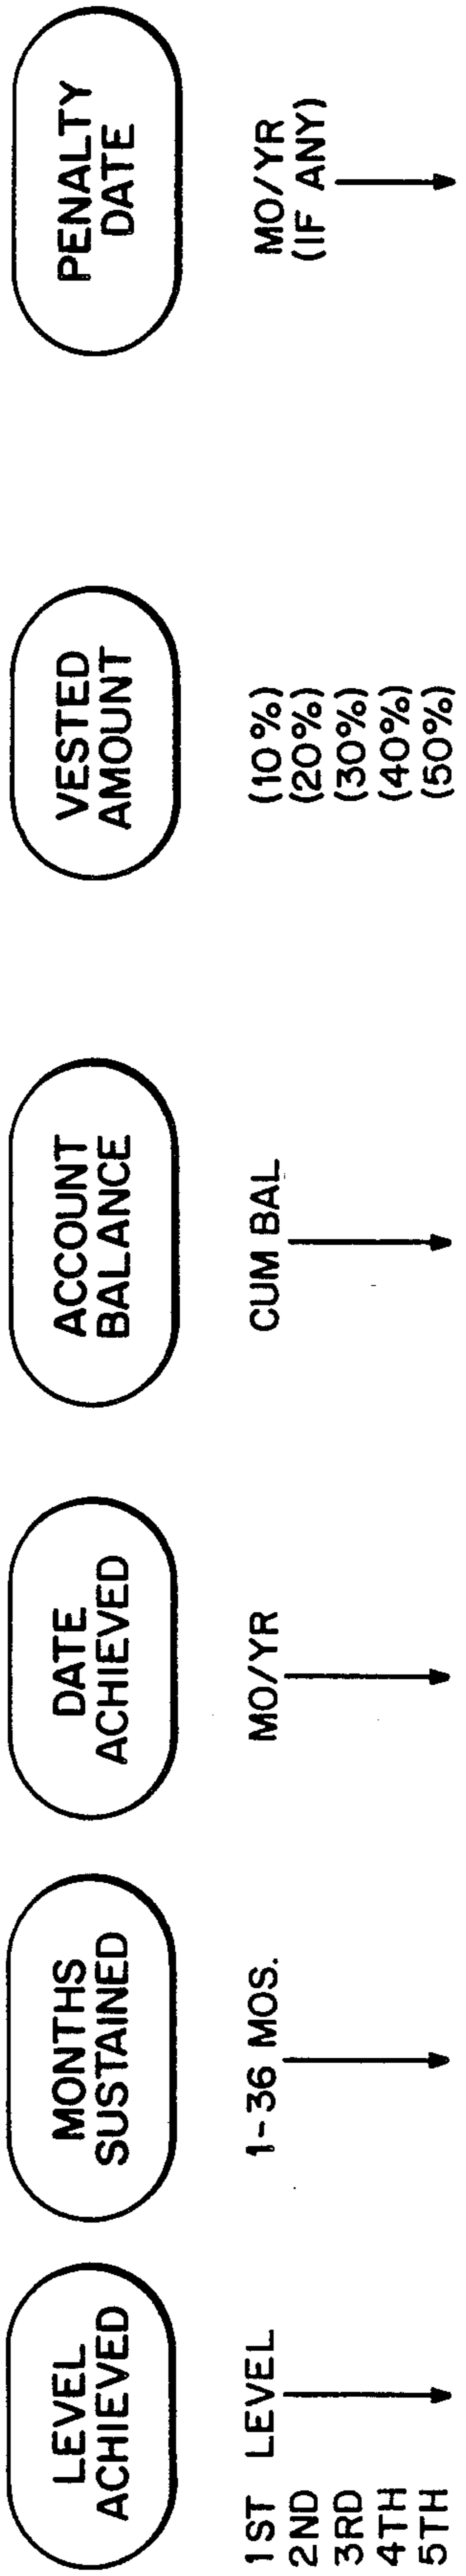 LEVEL
ACHIEVED
MONTHS
SUSTAINED
DATE
ACHIEVED
ACCOUNT
BALANCE
VESTED
AMOUNT
PENALTY
DATE
1ST LEVEL
2ND
3RD
4TH
5TH
1-36 MOS.
MO/YR
CUM BAL
(10%)
(20%)
(30%)
(40%)
(50%)
MO/YR
(IF ANY)